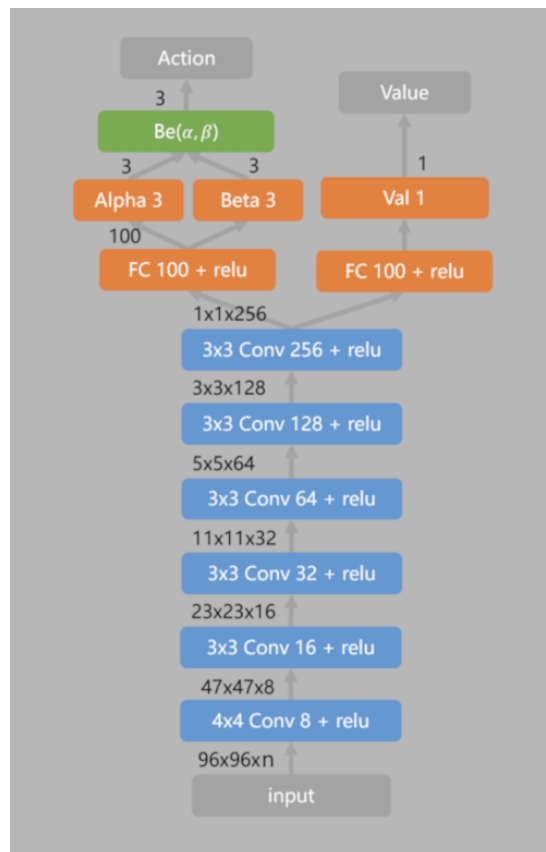 Action
Value
3
Be(α, β)
3 3
1
Alpha 3 Beta 3
Val 1
100
FC 100 + relu
FC 100 + relu
1x1x256
3x3 Conv 256 + relu
3x3x128
3x3 Conv 128 + relu
5x5x64
3x3 Conv 64 + relu
11x11x32
3x3 Conv 32 + relu
23x23x16
3x3 Conv 16 + relu
47x47x8
4x4 Conv 8 + relu
96x96xn
input